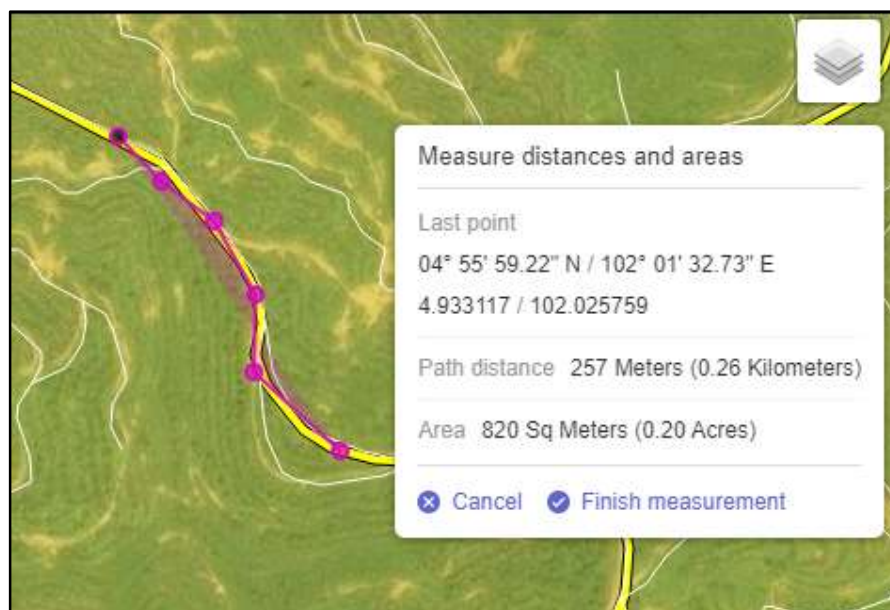 Measure distances and areas
Last point
04° 55' 59.22" N / 102° 01' 32.73" E
4.933117 / 102.025759
Path distance 257 Meters (0.26 Kilometers)
Area 820 Sq Meters (0.20 Acres)
Cancel Finish measurement